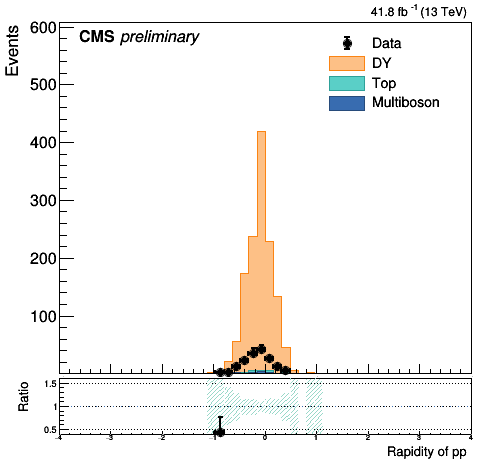 41.8 fb⁻¹ (13 TeV)
CMS preliminary
Events
600
500
400
300
200
100
Data
DY
Top
Multiboson
Ratio
1.5
1
0.5
-4 -3 -2 -1 0 1 2 3 4
Rapidity of pp